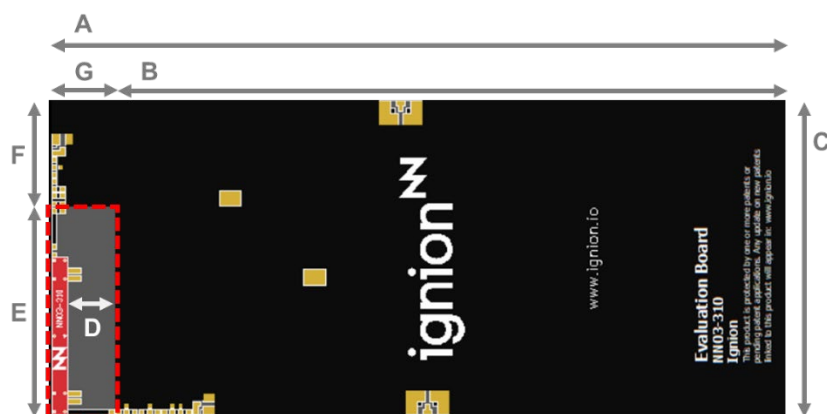 A
G
B
F
C
E
D
NN03-310
ignion
www.ignion.io
Evaluation Board
NN03-310
Ignion
This product is protected by one or more patents or
pending patent applications. Any update on new patents
linked to this product will appear in: www.ignion.io